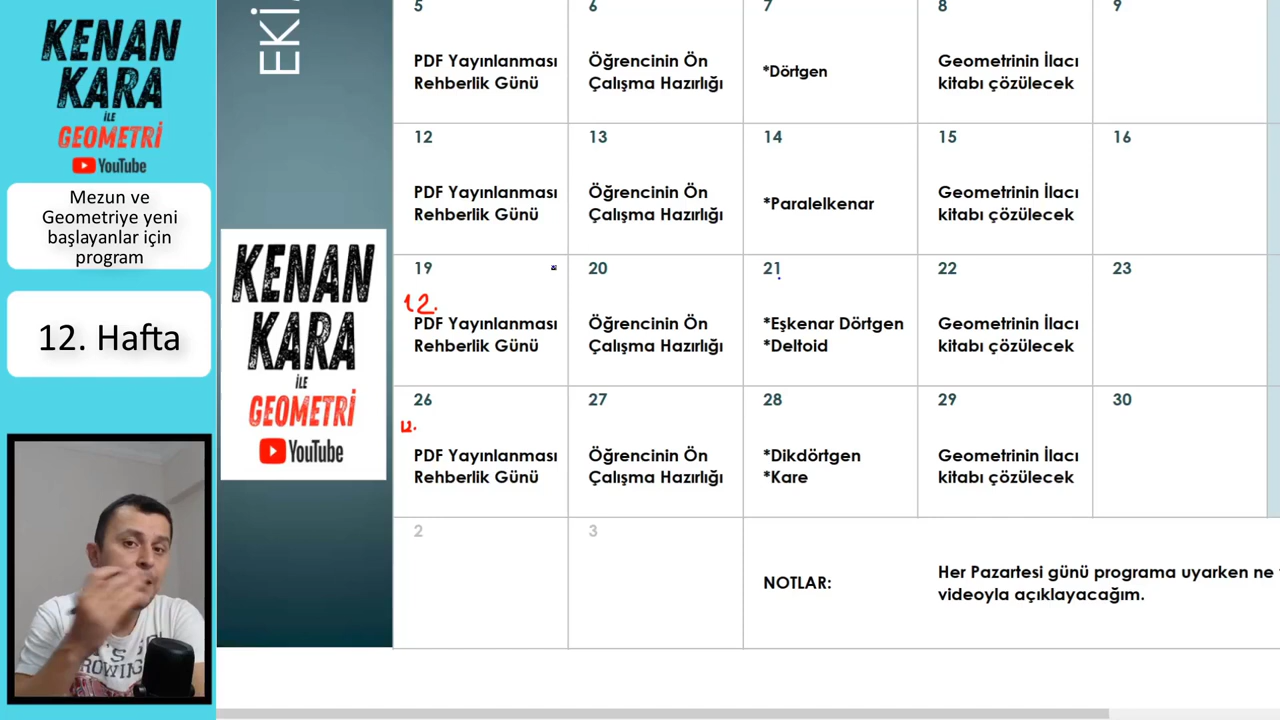 KENAN
KARA
İLE
GEOMETRİ
YouTube
Mezun ve
Geometriye yeni
başlayanlar için
program
12. Hafta
EKİ
KENAN
KARA
İLE
GEOMETRİ
YouTube
5
PDF Yayınlanması
Rehberlik Günü
6
Öğrencinin Ön
Çalışma Hazırlığı
7
*Dörtgen
8
Geometrinin İlacı
kitabı çözülecek
9
12
PDF Yayınlanması
Rehberlik Günü
13
Öğrencinin Ön
Çalışma Hazırlığı
14
*Paralelkenar
15
Geometrinin İlacı
kitabı çözülecek
16
19
12.
PDF Yayınlanması
Rehberlik Günü
20
Öğrencinin Ön
Çalışma Hazırlığı
21
*Eşkenar Dörtgen
*Deltoid
22
Geometrinin İlacı
kitabı çözülecek
23
26
PDF Yayınlanması
Rehberlik Günü
27
Öğrencinin Ön
Çalışma Hazırlığı
28
*Dikdörtgen
*Kare
29
Geometrinin İlacı
kitabı çözülecek
30
2
3
NOTLAR:
Her Pazartesi günü programa uyarken ne
videoyla açıklayacağım.